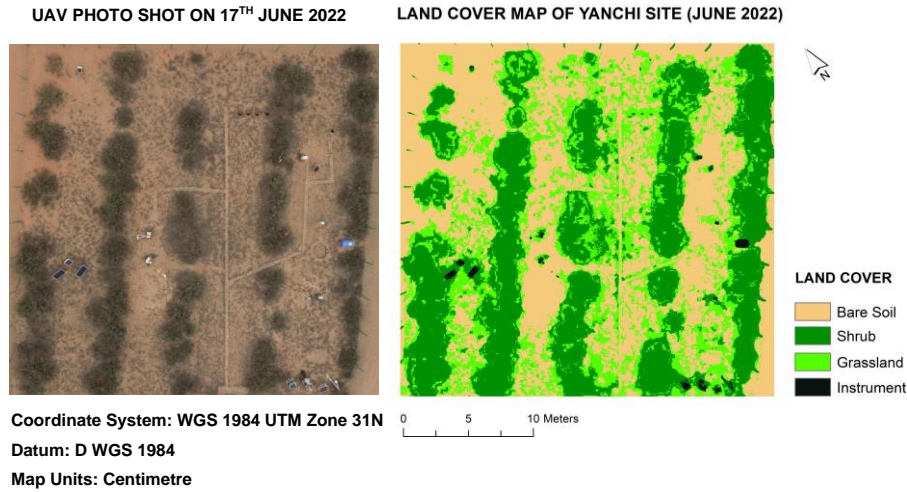 UAV PHOTO SHOT ON 17TH JUNE 2022
LAND COVER MAP OF YANCHI SITE (JUNE 2022)
N
LAND COVER
Bare Soil
Shrub
Grassland
Instrument
0 5 10 Meters
Coordinate System: WGS 1984 UTM Zone 31N
Datum: D WGS 1984
Map Units: Centimetre